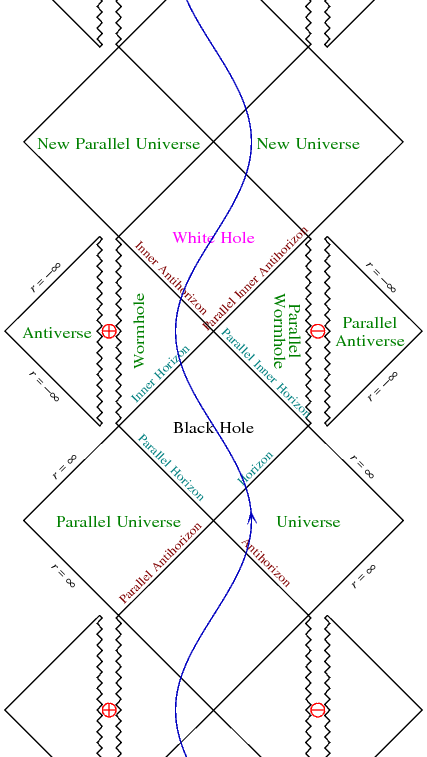 New Parallel Universe
New Universe
White Hole
Inner Antihorizon
Parallel Inner Antihorizon
r = −∞
r = −∞
Antiverse
⊕
Wormhole
Parallel
Wormhole
⊖
Parallel
Antiverse
r = −∞
r = −∞
Inner Horizon
Parallel Inner Horizon
Black Hole
r = ∞
Parallel Horizon
Horizon
r = ∞
Parallel Universe
Universe
r = ∞
Parallel Antihorizon
Antihorizon
r = ∞
⊕
⊖